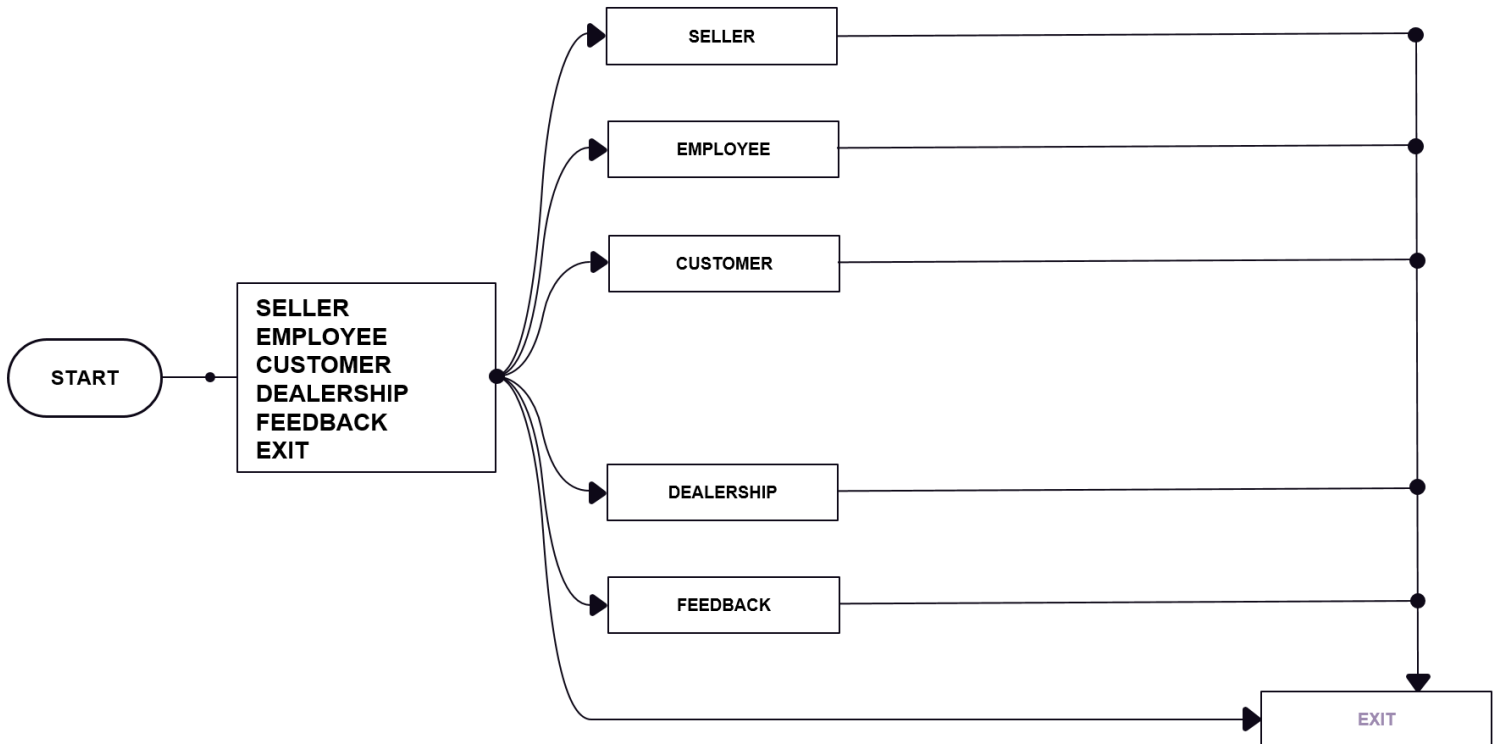 START
SELLER
EMPLOYEE
CUSTOMER
DEALERSHIP
FEEDBACK
EXIT
SELLER
EMPLOYEE
CUSTOMER
DEALERSHIP
FEEDBACK
EXIT